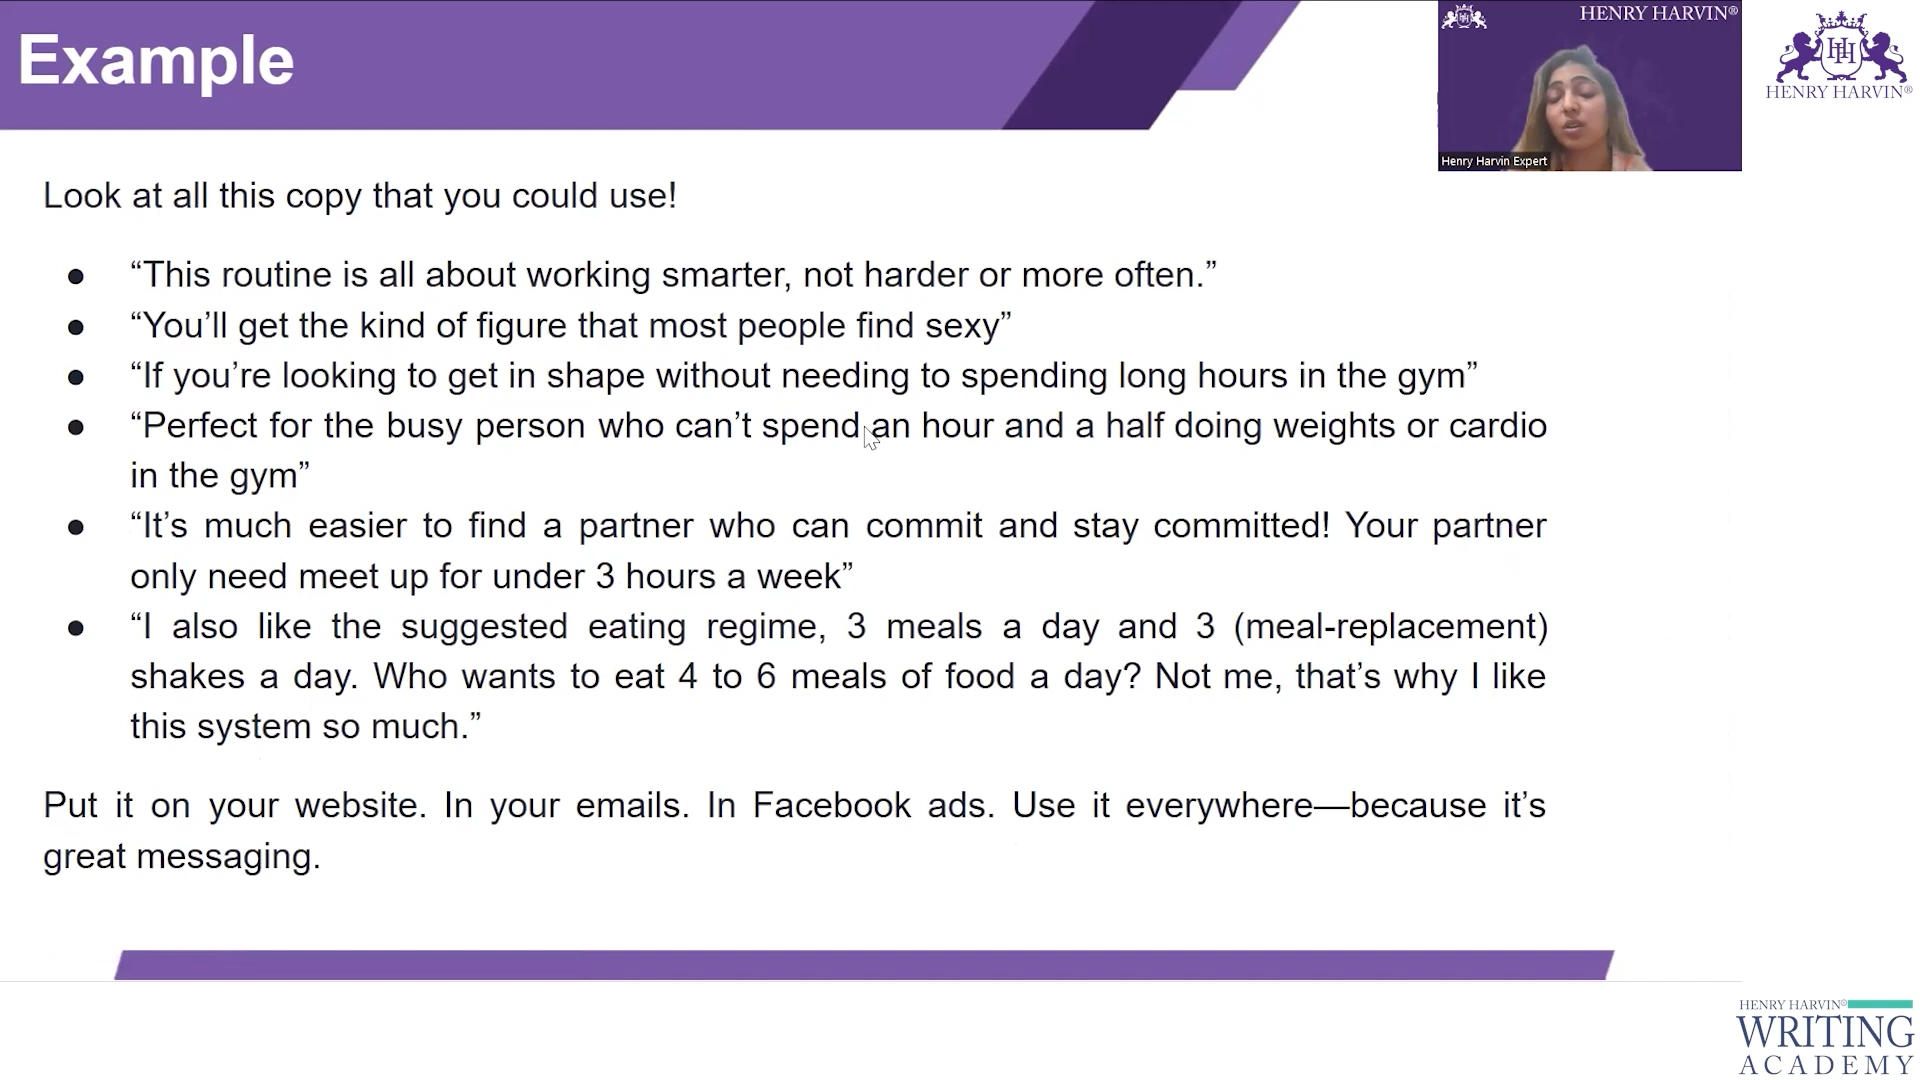 Example
HENRY HARVIN®
HENRY HARVIN®
Henry Harvin Expert
Look at all this copy that you could use!
● “This routine is all about working smarter, not harder or more often.”
● “You’ll get the kind of figure that most people find sexy”
● “If you’re looking to get in shape without needing to spending long hours in the gym”
● “Perfect for the busy person who can’t spend an hour and a half doing weights or cardio
in the gym”
● “It’s much easier to find a partner who can commit and stay committed! Your partner
only need meet up for under 3 hours a week”
● “I also like the suggested eating regime, 3 meals a day and 3 (meal-replacement)
shakes a day. Who wants to eat 4 to 6 meals of food a day? Not me, that’s why I like
this system so much.”
Put it on your website. In your emails. In Facebook ads. Use it everywhere—because it’s
great messaging.
HENRY HARVIN®
WRITING
ACADEMY